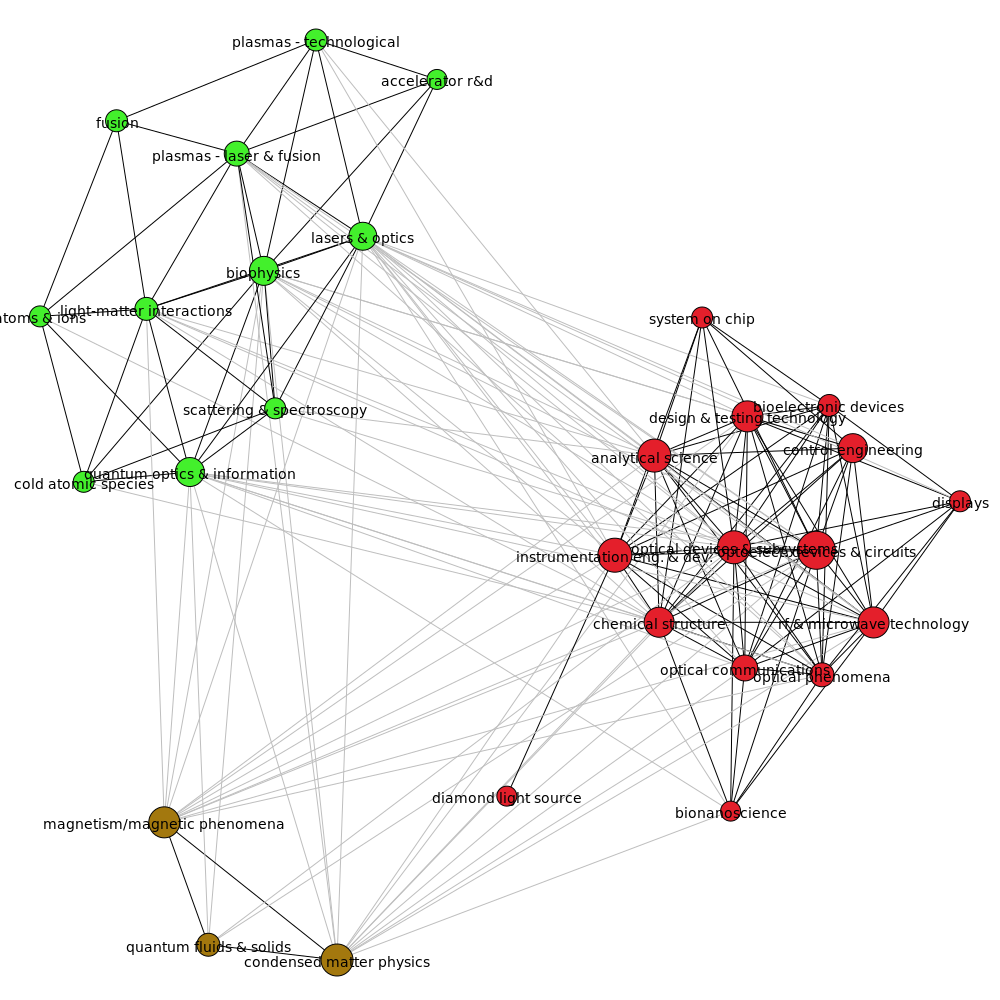 plasmas - technological
accelerator r&d
fusion
plasmas - laser & fusion
lasers & optics
biophysics
light-matter interactions
atoms & ions
system on chip
scattering & spectroscopy
bioelectronic devices
design & testing technology
control engineering
analytical science
quantum optics & information
cold atomic species
displays
optical devices & subsystems
optoelect. devices & circuits
instrumentation eng. & dev.
chemical structure
rf & microwave technology
optical communications
optical phenomena
diamond light source
bionanoscience
magnetism/magnetic phenomena
quantum fluids & solids
condensed matter physics